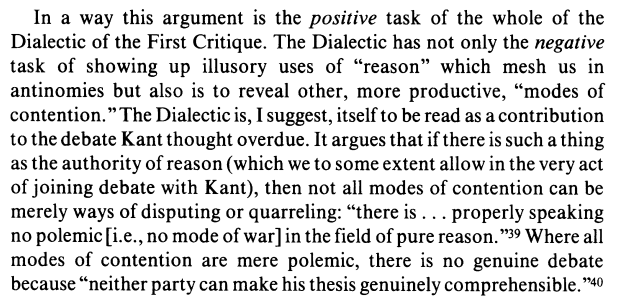 In a way this argument is the positive task of the whole of the
Dialectic of the First Critique. The Dialectic has not only the negative
task of showing up illusory uses of “reason” which mesh us in
antinomies but also is to reveal other, more productive, “modes of
contention.” The Dialectic is, I suggest, itself to be read as a contribution
to the debate Kant thought overdue. It argues that if there is such a thing
as the authority of reason (which we to some extent allow in the very act
of joining debate with Kant), then not all modes of contention can be
merely ways of disputing or quarreling: “there is . . . properly speaking
no polemic [i.e., no mode of war] in the field of pure reason.”39 Where all
modes of contention are mere polemic, there is no genuine debate
because “neither party can make his thesis genuinely comprehensible.”40